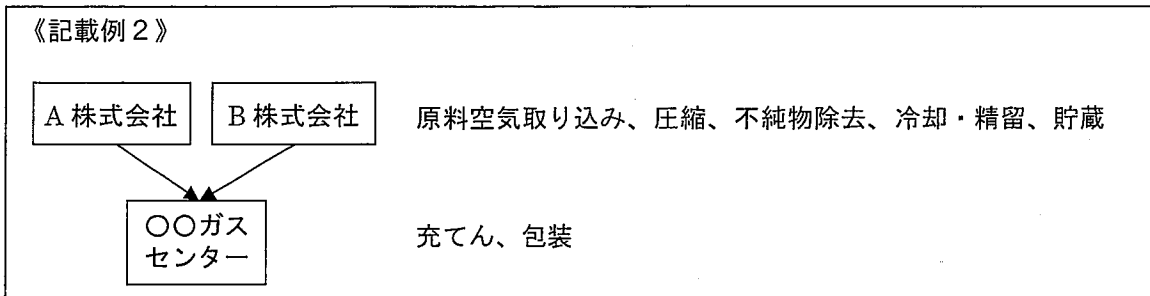 《記載例２》
A 株式会社
B 株式会社
原料空気取り込み、圧縮、不純物除去、冷却・精留、貯蔵
〇〇ガス
センター
充てん、包装